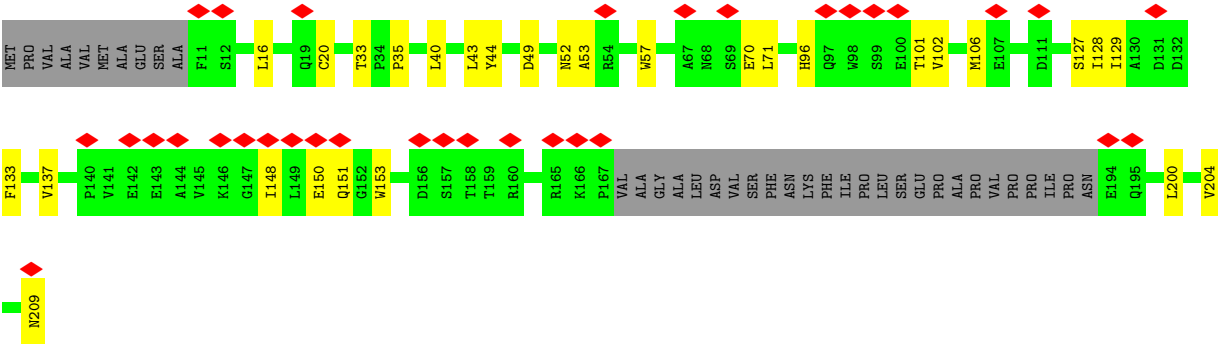 MET PRO VAL ALA VAL MET ALA GLU SER ALA F11 S12 L16 Q19 C20 T33 P34 P35 L40 L43 Y44 D49 N52 A53 R54 W57 A67 N68 S69 E70 L71 H96 Q97 W98 S99 E100 T101 V102 M106 E107 D111 S127 I128 I129 A130 D131 D132
F133 V137 P140 V141 E142 E143 A144 V145 K146 G147 I148 L149 E150 Q151 G152 W153 D156 S157 T158 T159 R160 R165 K166 P167 VAL ALA GLY ALA LEU ASP VAL SER PHE ASN LYS PHE ILE PRO LEU SER GLU PRO ALA PRO VAL PRO PRO ILE PRO ASN E194 Q195 L200 V204
N209